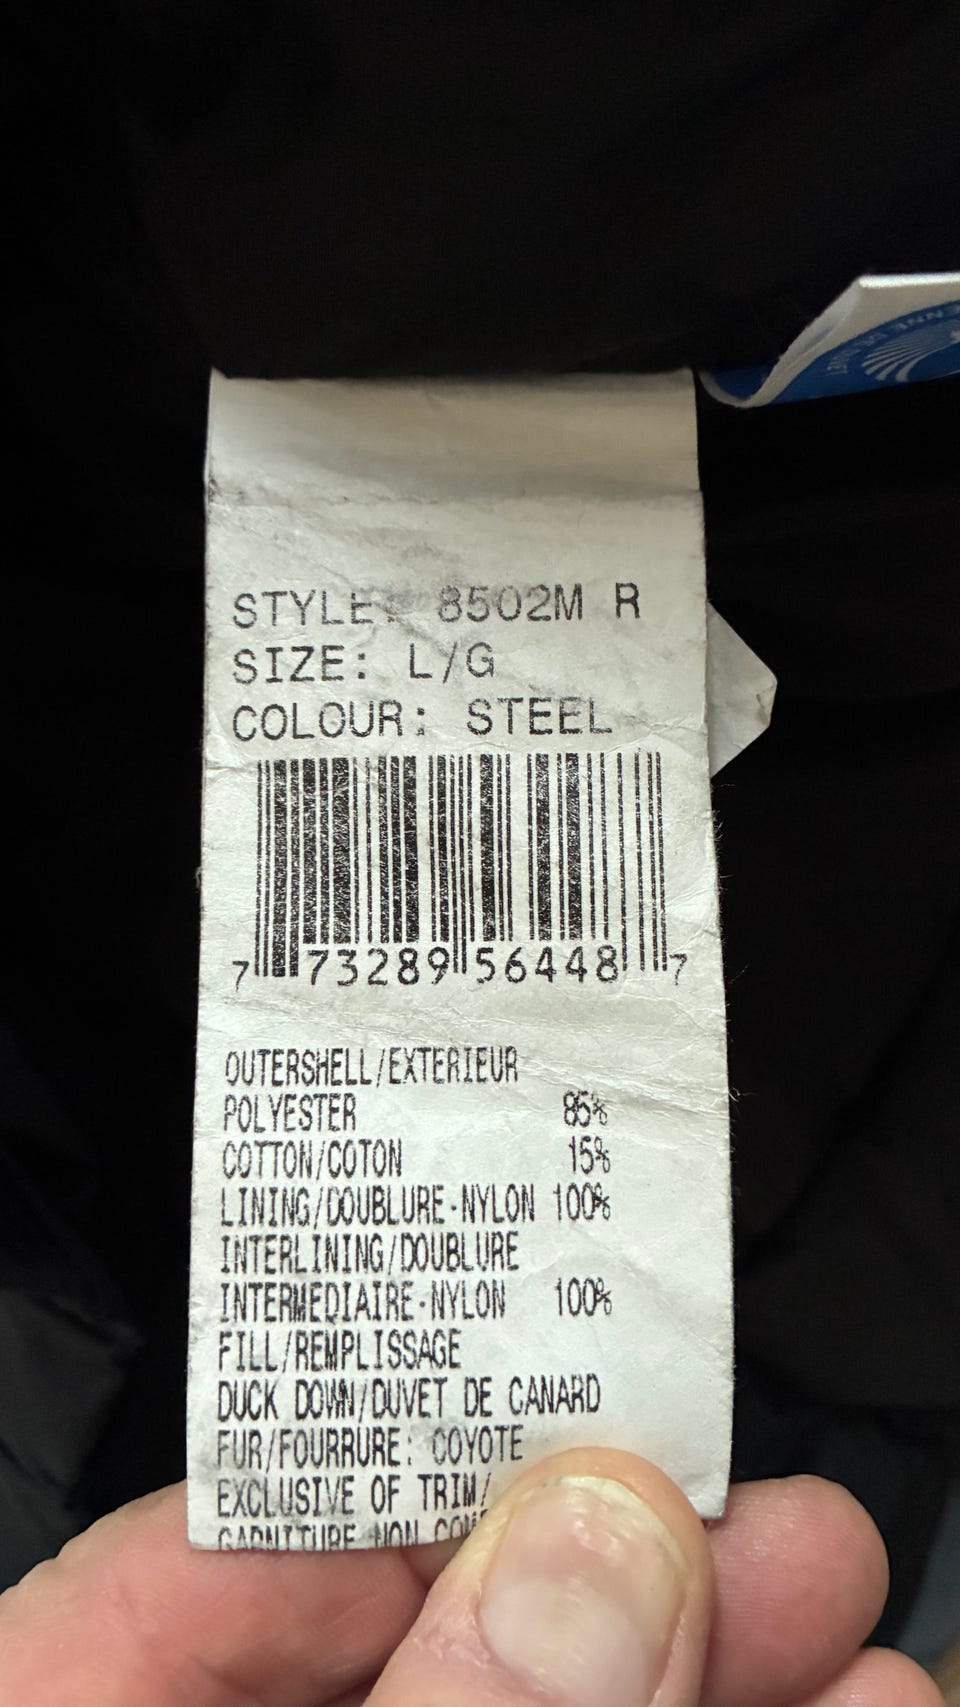 STYLE: 8502M R
SIZE: L/G
COLOUR: STEEL
7 73289 56448 7
OUTERSHELL/EXTERIEUR
POLYESTER 85%
COTTON/COTON 15%
LINING/DOUBLURE-NYLON 100%
INTERLINING/DOUBLURE
INTERMEDIAIRE-NYLON 100%
FILL/REMPLISSAGE
DUCK DOWN/DUVET DE CANARD
FUR/FOURRURE: COYOTE
EXCLUSIVE OF TRIM/
GARNITURE NON